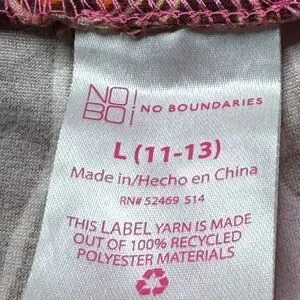 NO!
BO¡
NO BOUNDARIES
L (11-13)
Made in/Hecho en China
RN# 52469 S14
THIS LABEL YARN IS MADE
OUT OF 100% RECYCLED
POLYESTER MATERIALS